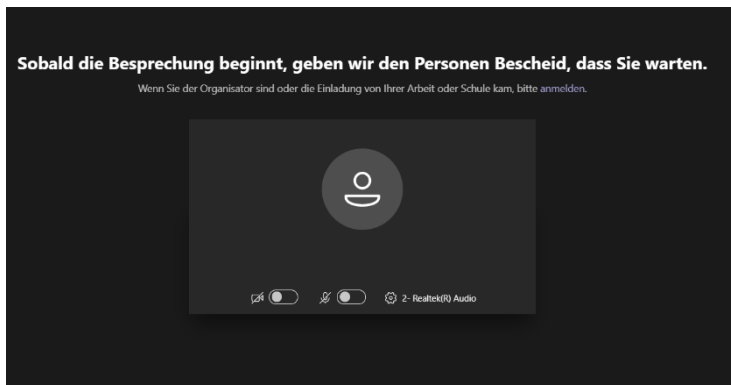 Sobald die Besprechung beginnt, geben wir den Personen Bescheid, dass Sie warten.
Wenn Sie der Organisator sind oder die Einladung von Ihrer Arbeit oder Schule kam, bitte anmelden.
2- Realtek(R) Audio